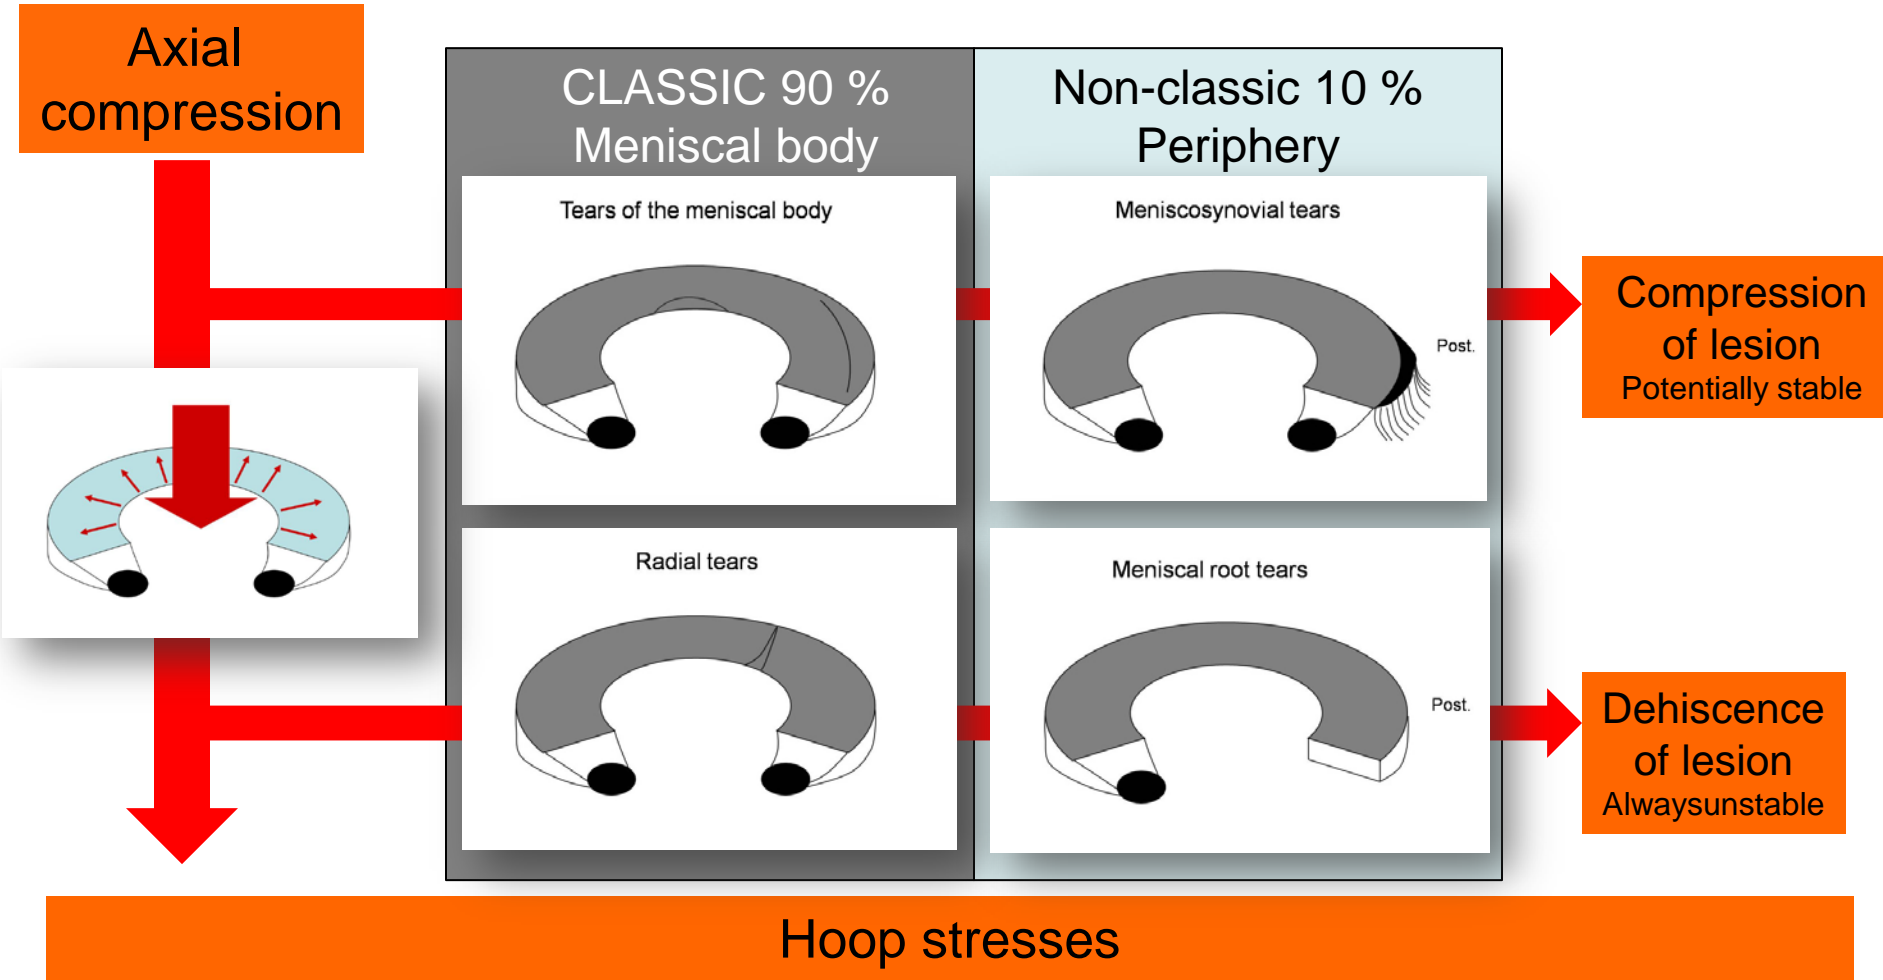 Axial
compression
CLASSIC 90 %
Meniscal body
Non-classic 10 %
Periphery
Tears of the meniscal body
Meniscosynovial tears
Post.
Compression
of lesion
Potentially stable
Radial tears
Meniscal root tears
Post.
Dehiscence
of lesion
Alwaysunstable
Hoop stresses